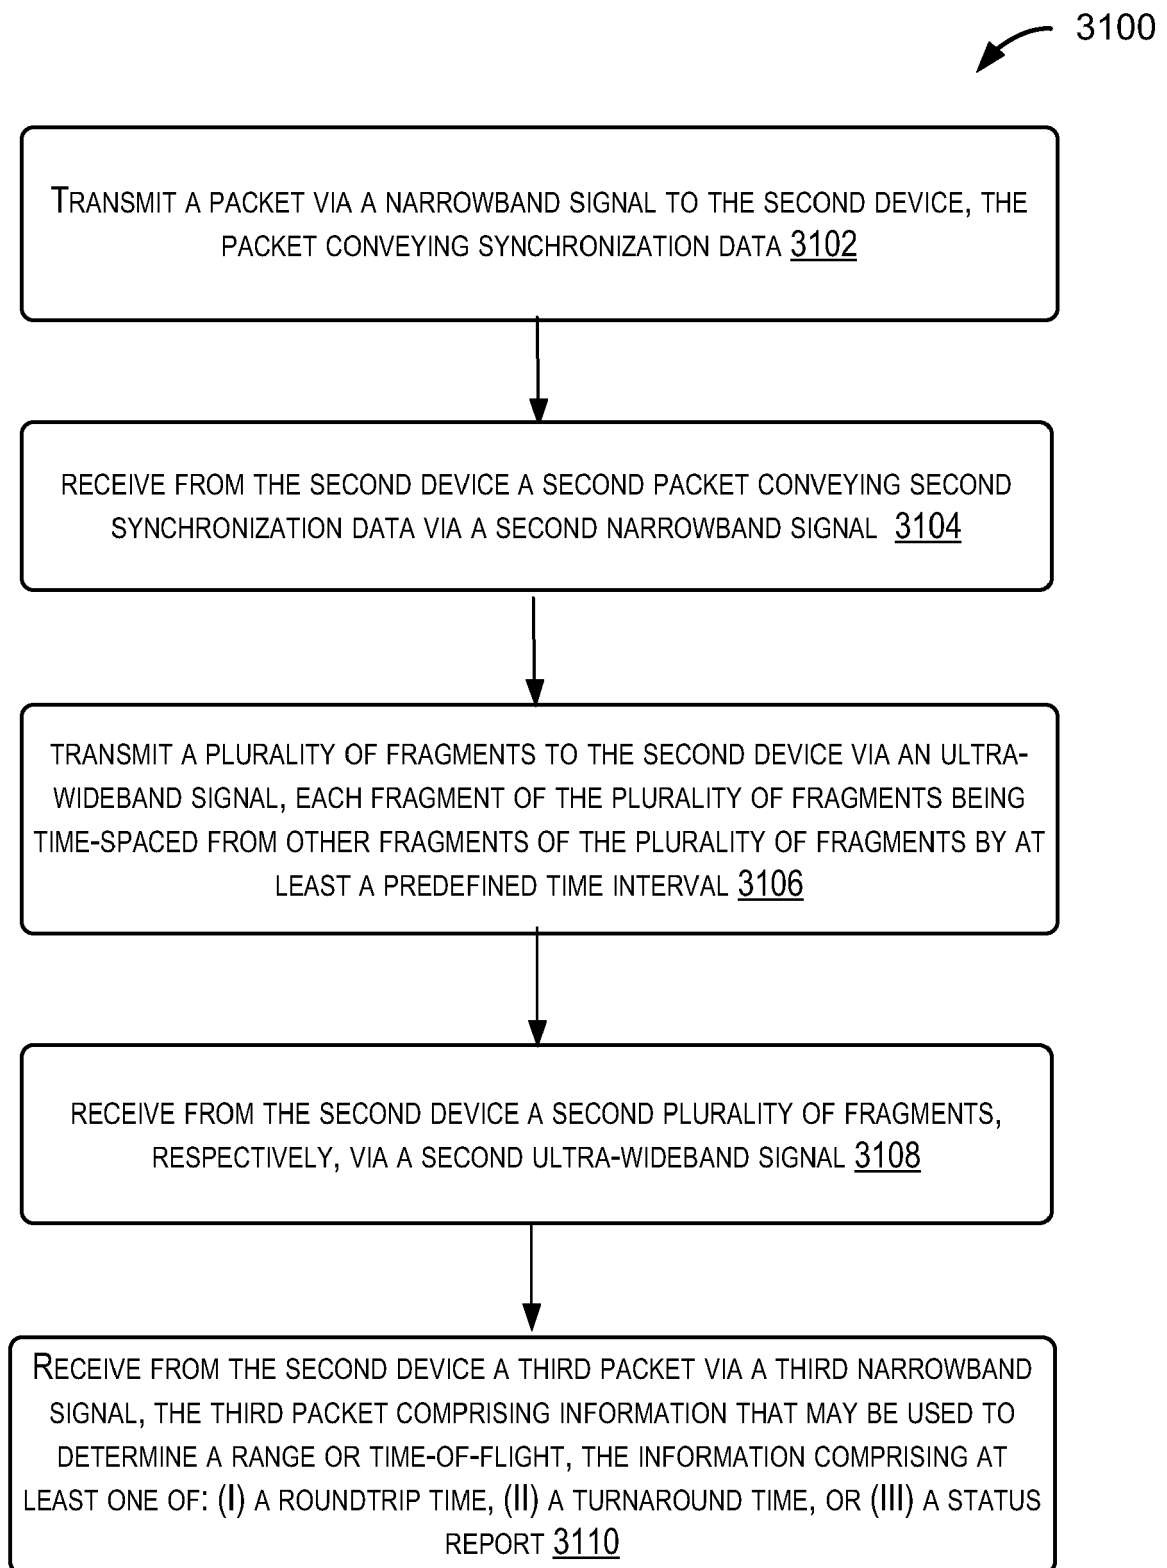 3100
TRANSMIT A PACKET VIA A NARROWBAND SIGNAL TO THE SECOND DEVICE, THE
PACKET CONVEYING SYNCHRONIZATION DATA 3102
RECEIVE FROM THE SECOND DEVICE A SECOND PACKET CONVEYING SECOND
SYNCHRONIZATION DATA VIA A SECOND NARROWBAND SIGNAL 3104
TRANSMIT A PLURALITY OF FRAGMENTS TO THE SECOND DEVICE VIA AN ULTRA-
WIDEBAND SIGNAL, EACH FRAGMENT OF THE PLURALITY OF FRAGMENTS BEING
TIME-SPACED FROM OTHER FRAGMENTS OF THE PLURALITY OF FRAGMENTS BY AT
LEAST A PREDEFINED TIME INTERVAL 3106
RECEIVE FROM THE SECOND DEVICE A SECOND PLURALITY OF FRAGMENTS,
RESPECTIVELY, VIA A SECOND ULTRA-WIDEBAND SIGNAL 3108
RECEIVE FROM THE SECOND DEVICE A THIRD PACKET VIA A THIRD NARROWBAND
SIGNAL, THE THIRD PACKET COMPRISING INFORMATION THAT MAY BE USED TO
DETERMINE A RANGE OR TIME-OF-FLIGHT, THE INFORMATION COMPRISING AT
LEAST ONE OF: (I) A ROUNDTRIP TIME, (II) A TURNAROUND TIME, OR (III) A STATUS
REPORT 3110